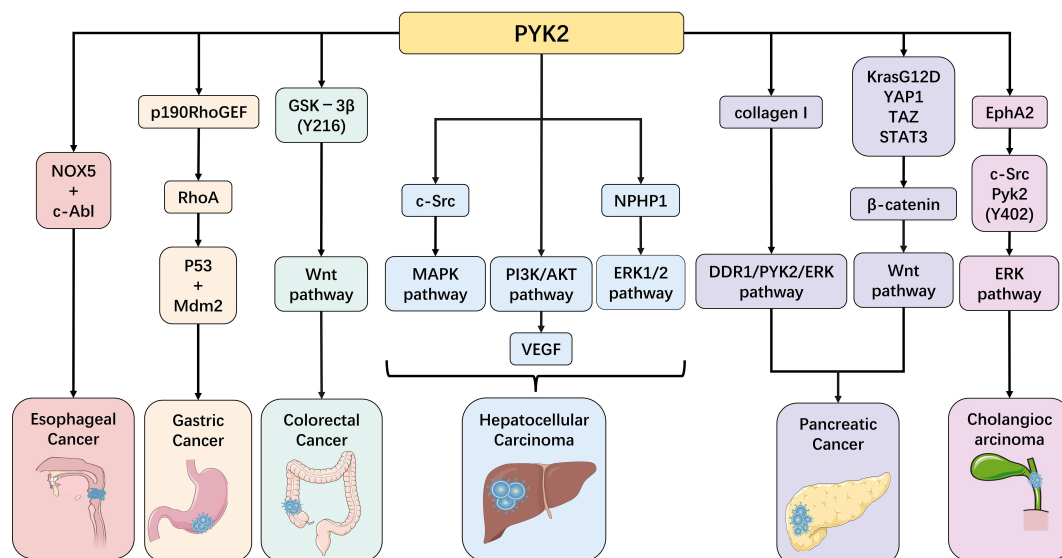 PYK2
NOX5
+
c-Abl
Esophageal
Cancer
p190RhoGEF
RhoA
P53
+
Mdm2
Gastric
Cancer
GSK－3β
(Y216)
Wnt
pathway
Colorectal
Cancer
c-Src
MAPK
pathway
PI3K/AKT
pathway
VEGF
NPHP1
ERK1/2
pathway
Hepatocellular
Carcinoma
collagen I
DDR1/PYK2/ERK
pathway
KrasG12D
YAP1
TAZ
STAT3
β-catenin
Wnt
pathway
Pancreatic
Cancer
EphA2
c-Src
Pyk2
(Y402)
ERK
pathway
Cholangioc
arcinoma